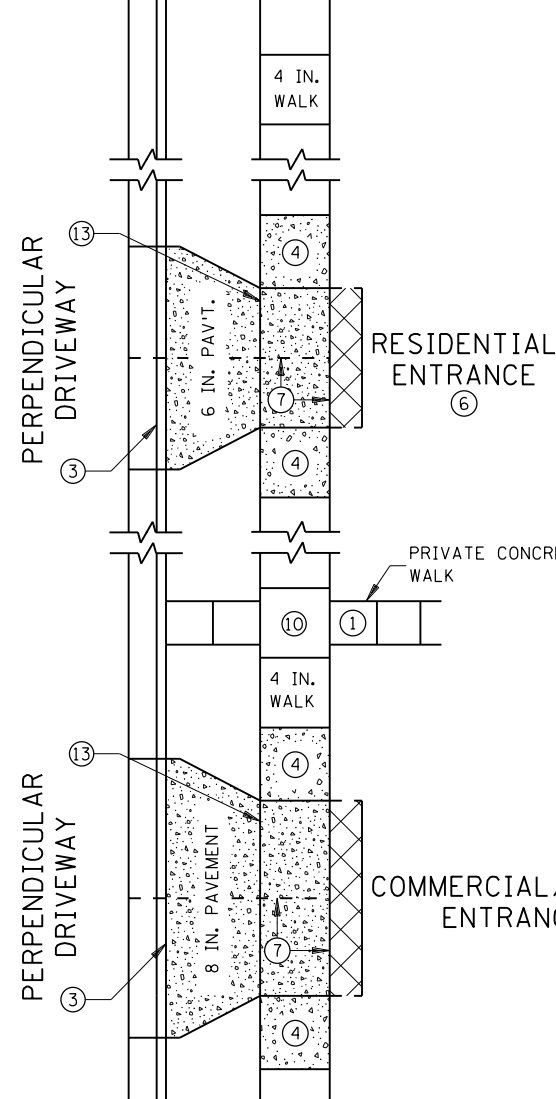 4 IN.
WALK
13
4
PERPENDICULAR
DRIVEWAY
6 IN. PAV'T.
RESIDENTIAL
ENTRANCE
6
7
3
4
PRIVATE CONCR
WALK
10
1
4 IN.
WALK
13
4
PERPENDICULAR
DRIVEWAY
8 IN. PAVEMENT
COMMERCIAL
ENTRANC
7
3
4